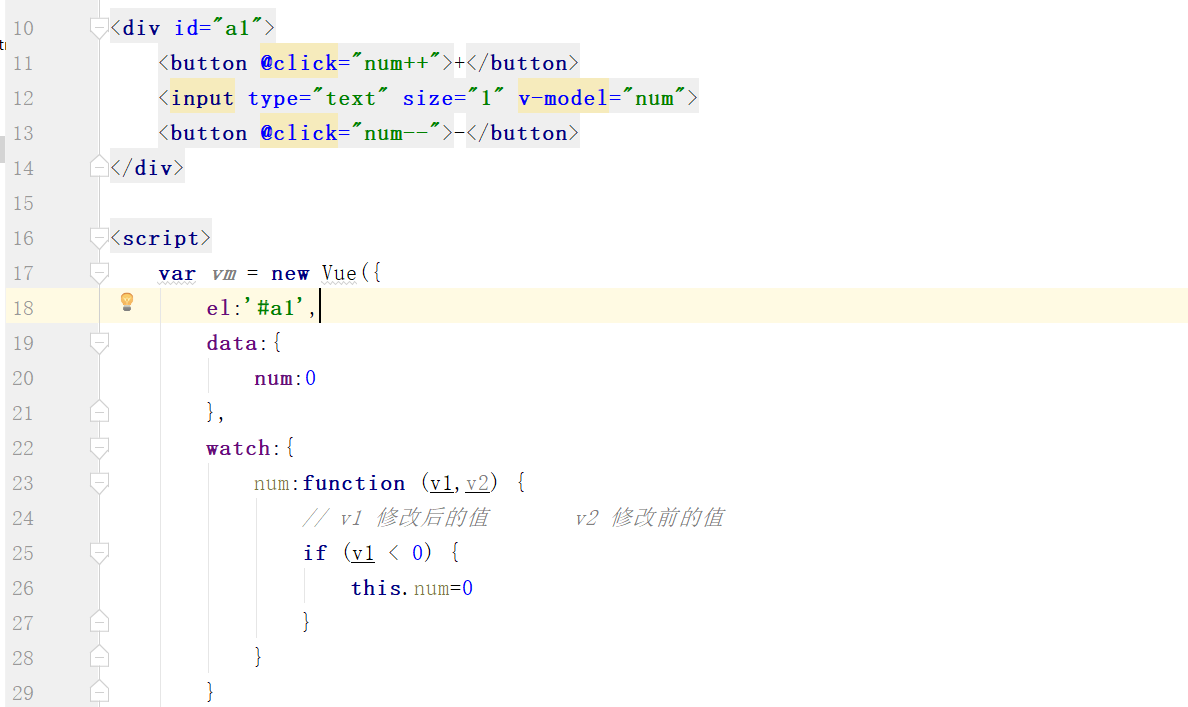 10 <div id="a1">
11 <button @click="num++">+</button>
12 <input type="text" size="1" v-model="num">
13 <button @click="num--">-</button>
14 </div>
15
16 <script>
17 var vm = new Vue({
18 el:'#a1',
19 data:{
20 num:0
21 },
22 watch:{
23 num:function (v1,v2) {
24 // v1 修改后的值 v2 修改前的值
25 if (v1 < 0) {
26 this.num=0
27 }
28 }
29 }